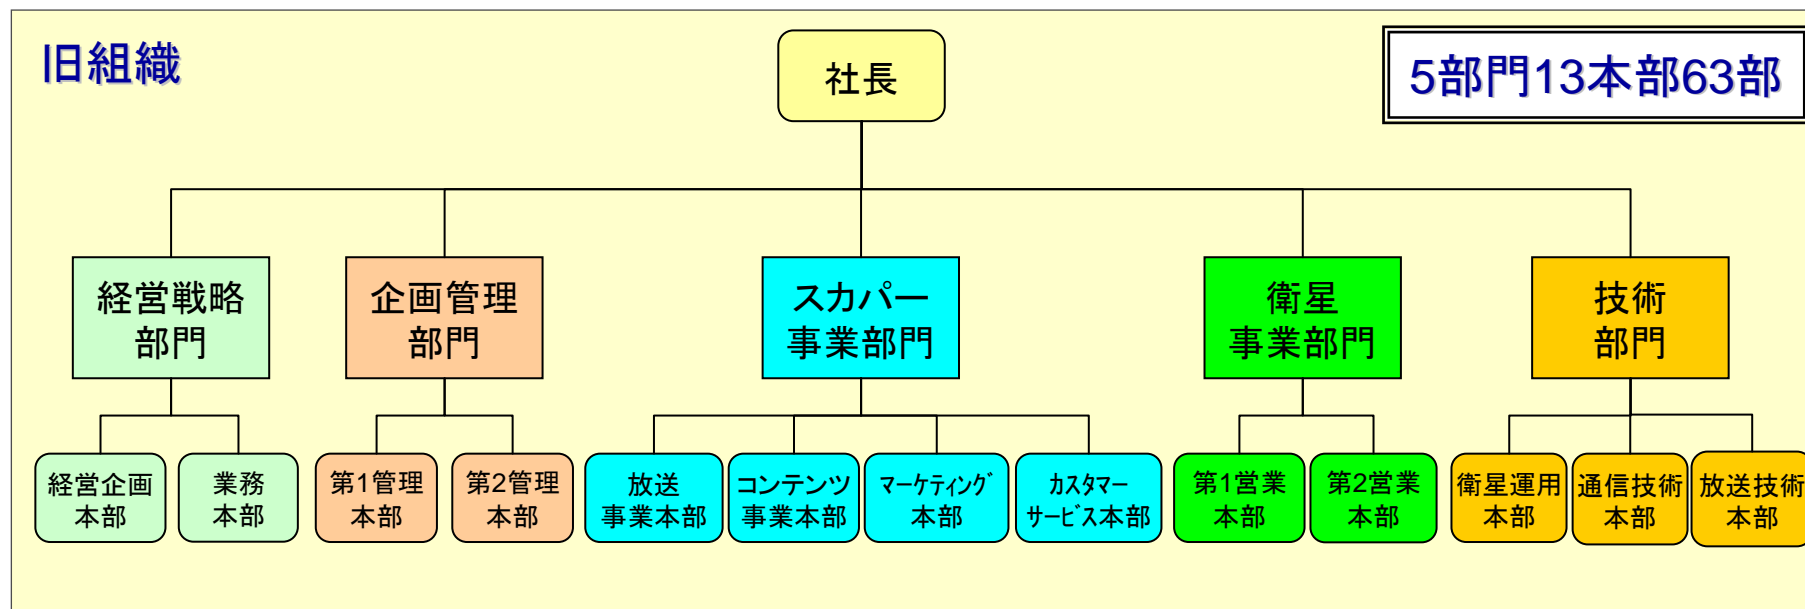 旧組織
社長
5部門13本部63部
経営戦略
部門
企画管理
部門
スカパー
事業部門
衛星
事業部門
技術
部門
経営企画
本部
業務
本部
第1管理
本部
第2管理
本部
放送
事業本部
コンテンツ
事業本部
ﾏｰｹﾃｨﾝｸﾞ
本部
ｶｽﾀﾏｰ
ｻｰﾋﾞｽ本部
第1営業
本部
第2営業
本部
衛星運用
本部
通信技術
本部
放送技術
本部